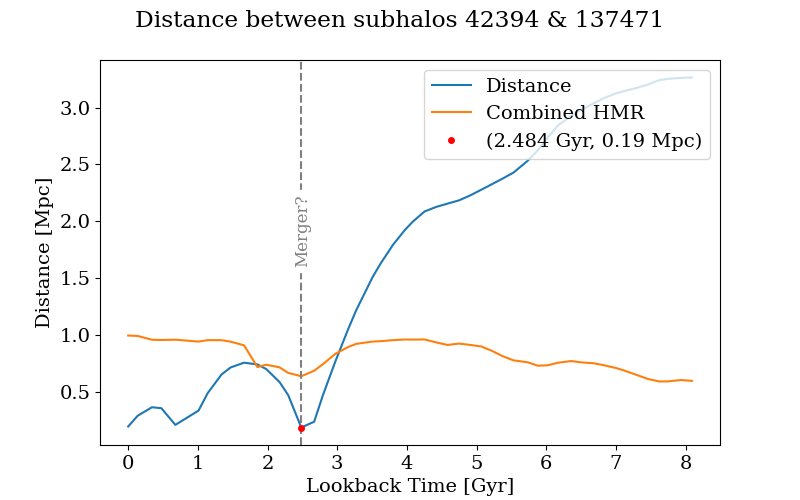 Distance between subhalos 42394 & 137471
Distance
Combined HMR
(2.484 Gyr, 0.19 Mpc)
Merger?
Distance [Mpc]
3.0
2.5
2.0
1.5
1.0
0.5
0 1 2 3 4 5 6 7 8
Lookback Time [Gyr]